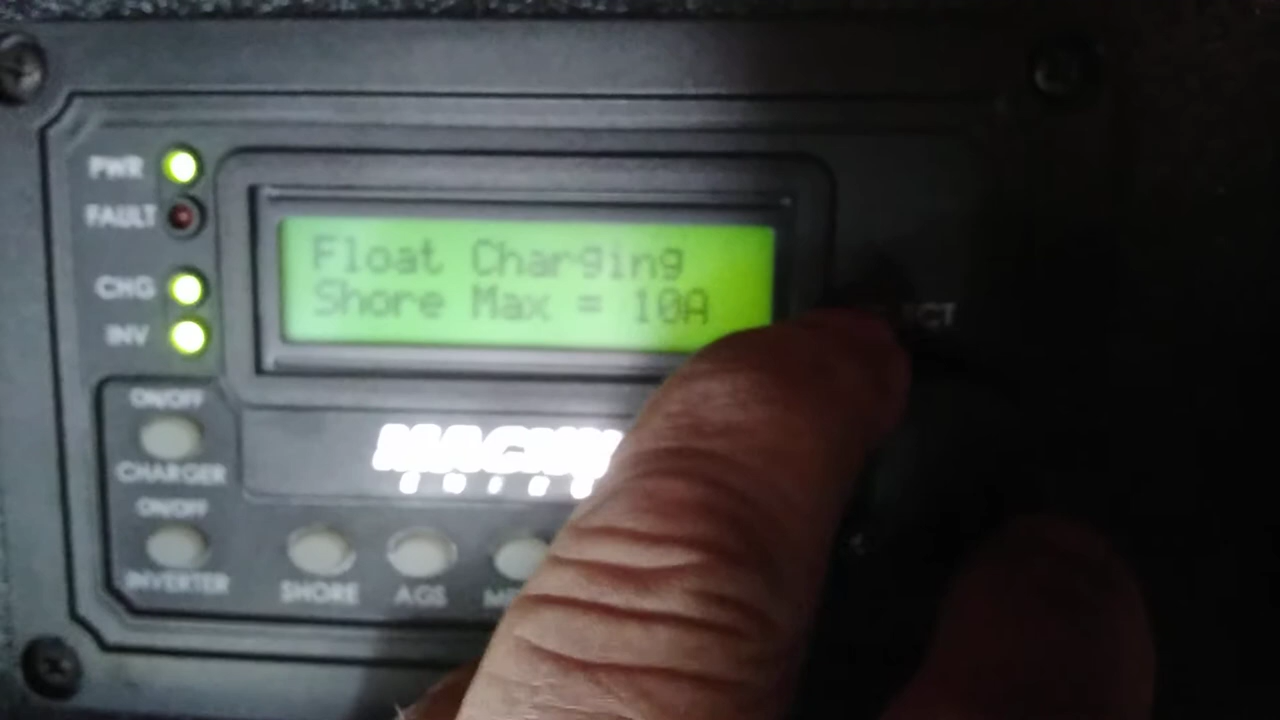 PWR
FAULT
CHG
INV
Float Charging
Shore Max = 10A
ON/OFF
CHARGER
ON/OFF
INVERTER
SHORE
AGS